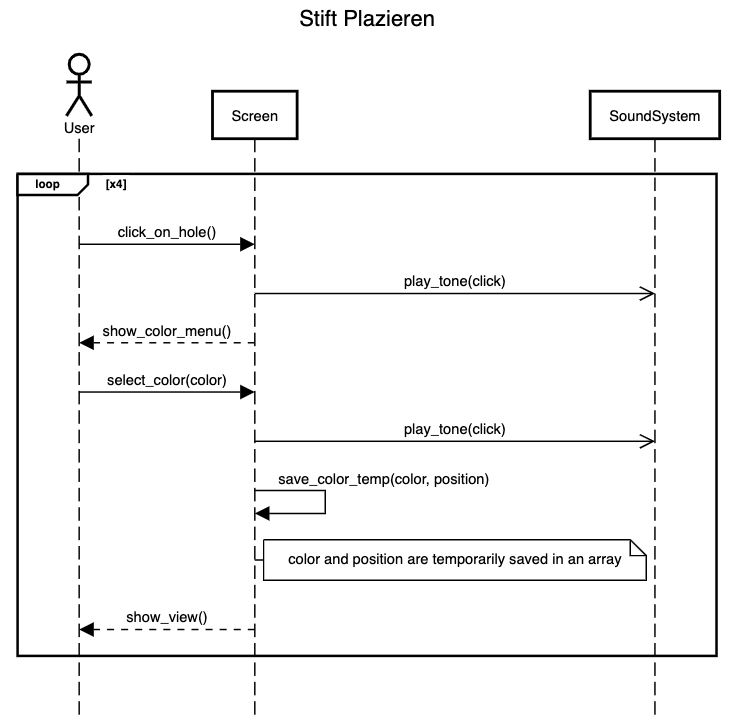 Stift Plazieren
User
Screen
SoundSystem
loop [x4]
click_on_hole()
play_tone(click)
show_color_menu()
select_color(color)
play_tone(click)
save_color_temp(color, position)
color and position are temporarily saved in an array
show_view()